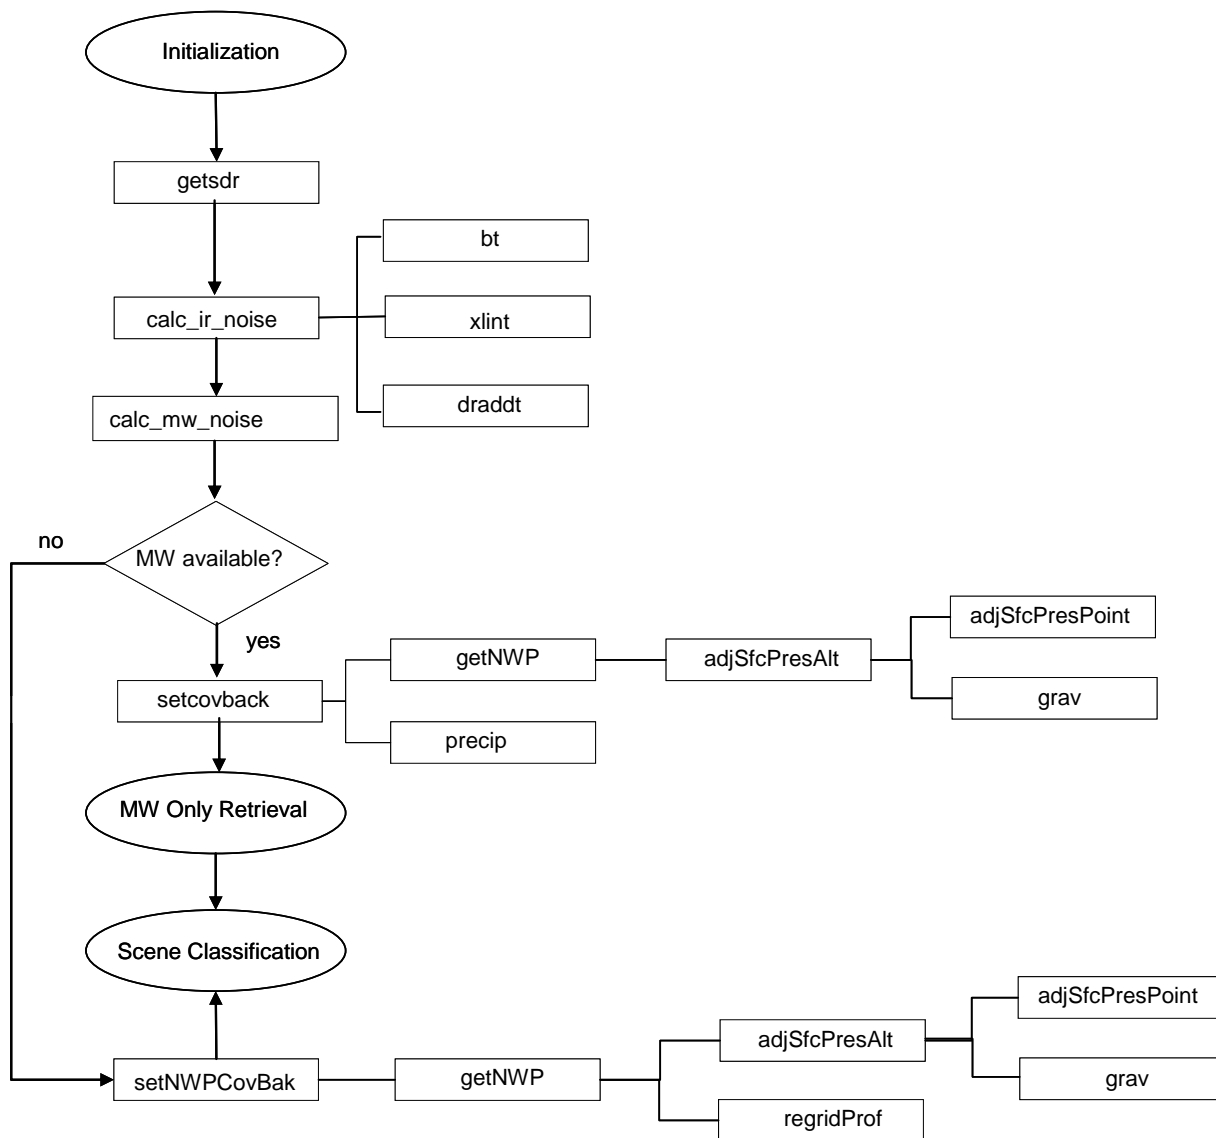 Initialization
getsdr
bt
calc_ir_noise
xlint
draddt
calc_mw_noise
no
MW available?
yes
adjSfcPresPoint
getNWP
adjSfcPresAlt
setcovback
grav
precip
MW Only Retrieval
Scene Classification
adjSfcPresPoint
adjSfcPresAlt
setNWPCovBak
getNWP
grav
regridProf